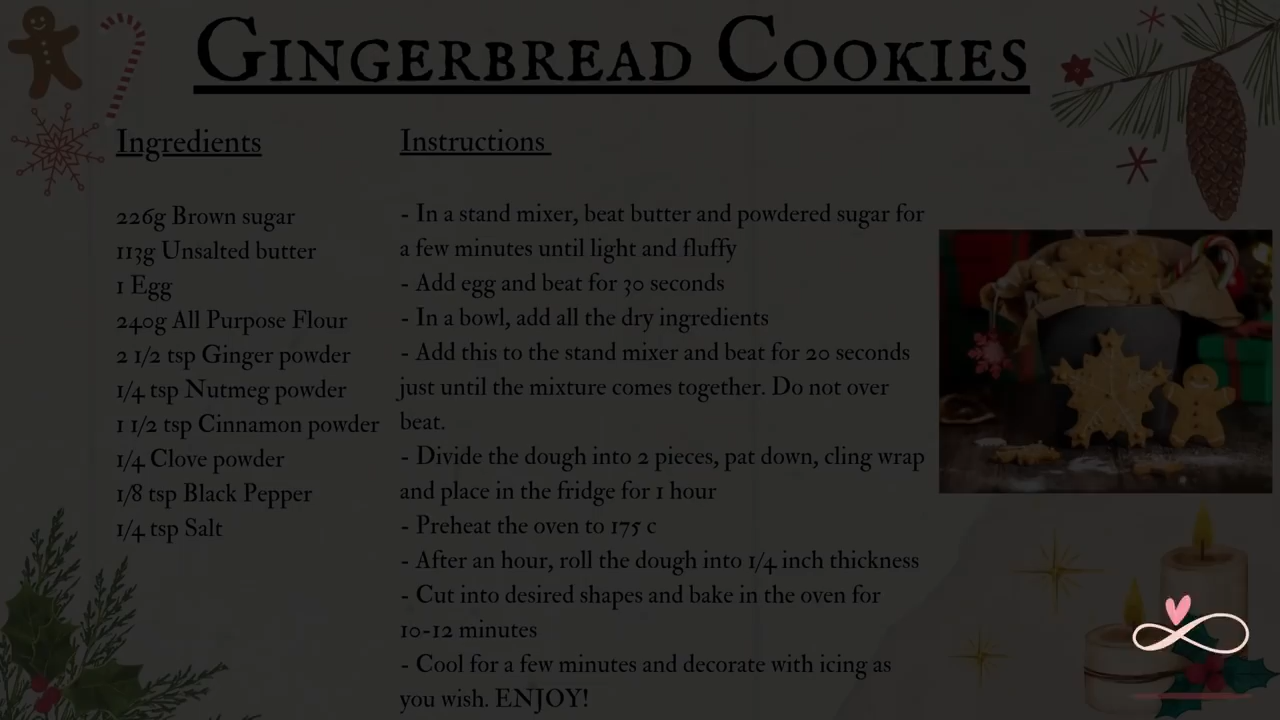 Gingerbread Cookies
Ingredients
226g Brown sugar
113g Unsalted butter
1 Egg
240g All Purpose Flour
2 1/2 tsp Ginger powder
1/4 tsp Nutmeg powder
1 1/2 tsp Cinnamon powder
1/4 Clove powder
1/8 tsp Black Pepper
1/4 tsp Salt
Instructions
- In a stand mixer, beat butter and powdered sugar for
a few minutes until light and fluffy
- Add egg and beat for 30 seconds
- In a bowl, add all the dry ingredients
- Add this to the stand mixer and beat for 20 seconds
just until the mixture comes together. Do not over
beat.
- Divide the dough into 2 pieces, pat down, cling wrap
and place in the fridge for 1 hour
- Preheat the oven to 175 c
- After an hour, roll the dough into 1/4 inch thickness
- Cut into desired shapes and bake in the oven for
10-12 minutes
- Cool for a few minutes and decorate with icing as
you wish. ENJOY!